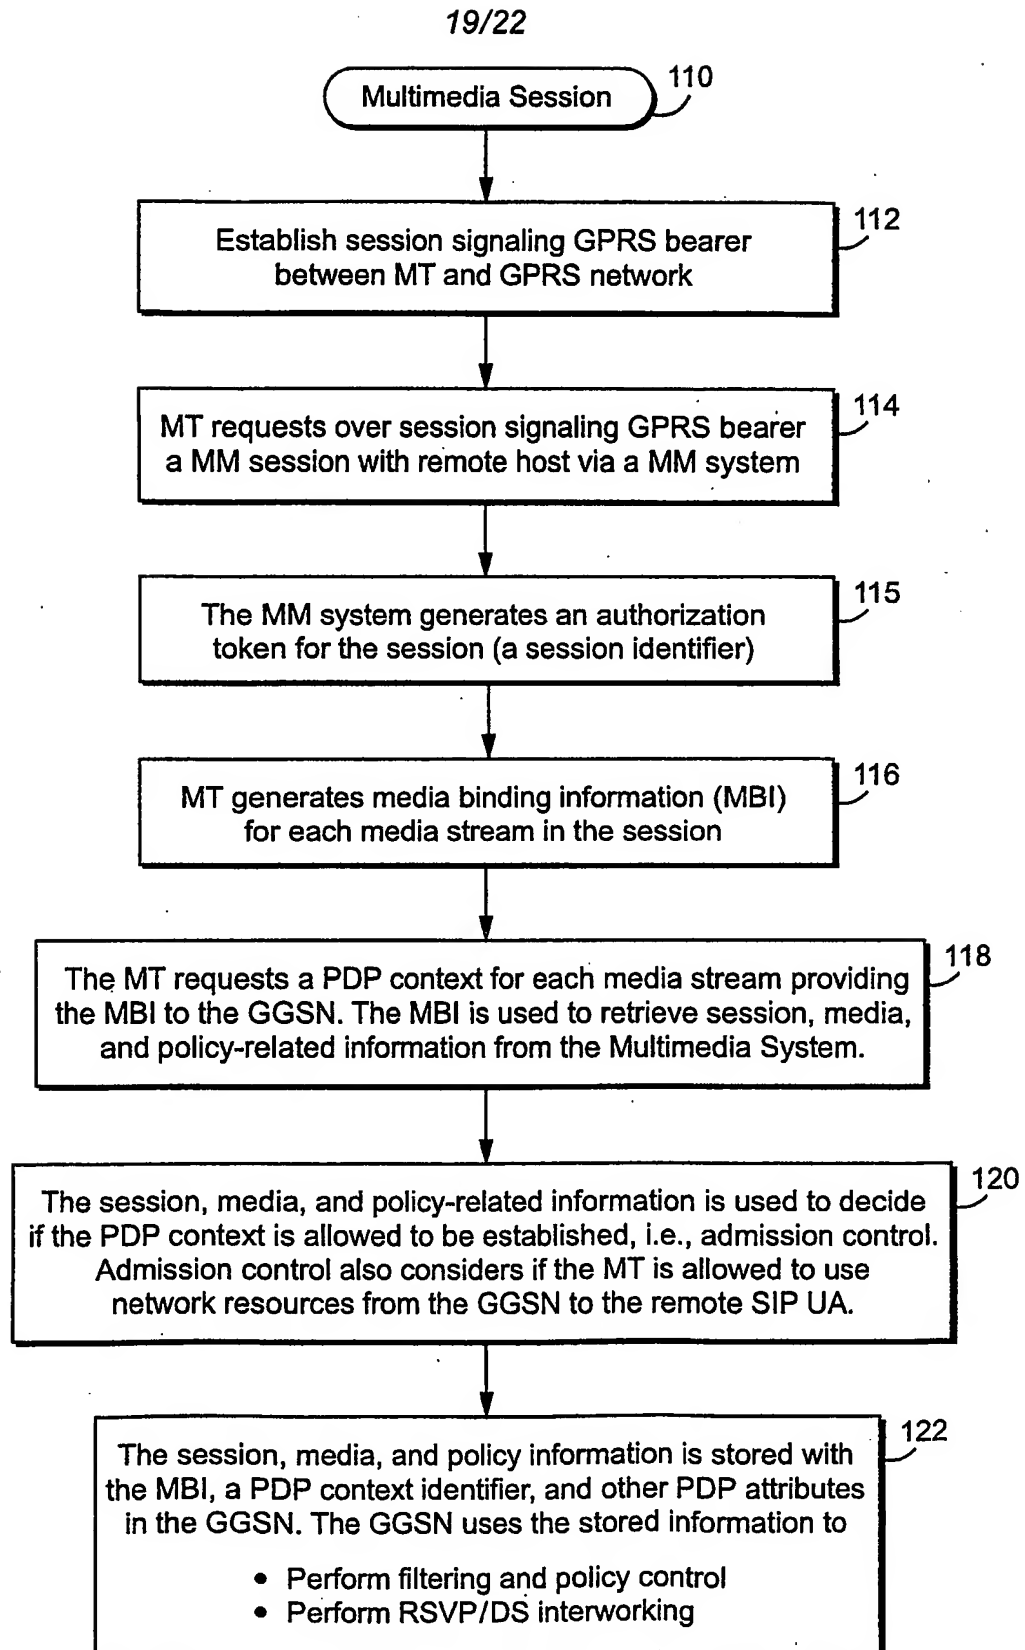 19/22
Multimedia Session
110
Establish session signaling GPRS bearer
between MT and GPRS network
112
MT requests over session signaling GPRS bearer
a MM session with remote host via a MM system
114
The MM system generates an authorization
token for the session (a session identifier)
115
MT generates media binding information (MBI)
for each media stream in the session
116
The MT requests a PDP context for each media stream providing
the MBI to the GGSN. The MBI is used to retrieve session, media,
and policy-related information from the Multimedia System.
118
The session, media, and policy-related information is used to decide
if the PDP context is allowed to be established, i.e., admission control.
Admission control also considers if the MT is allowed to use
network resources from the GGSN to the remote SIP UA.
120
The session, media, and policy information is stored with
the MBI, a PDP context identifier, and other PDP attributes
in the GGSN. The GGSN uses the stored information to
• Perform filtering and policy control
• Perform RSVP/DS interworking
122